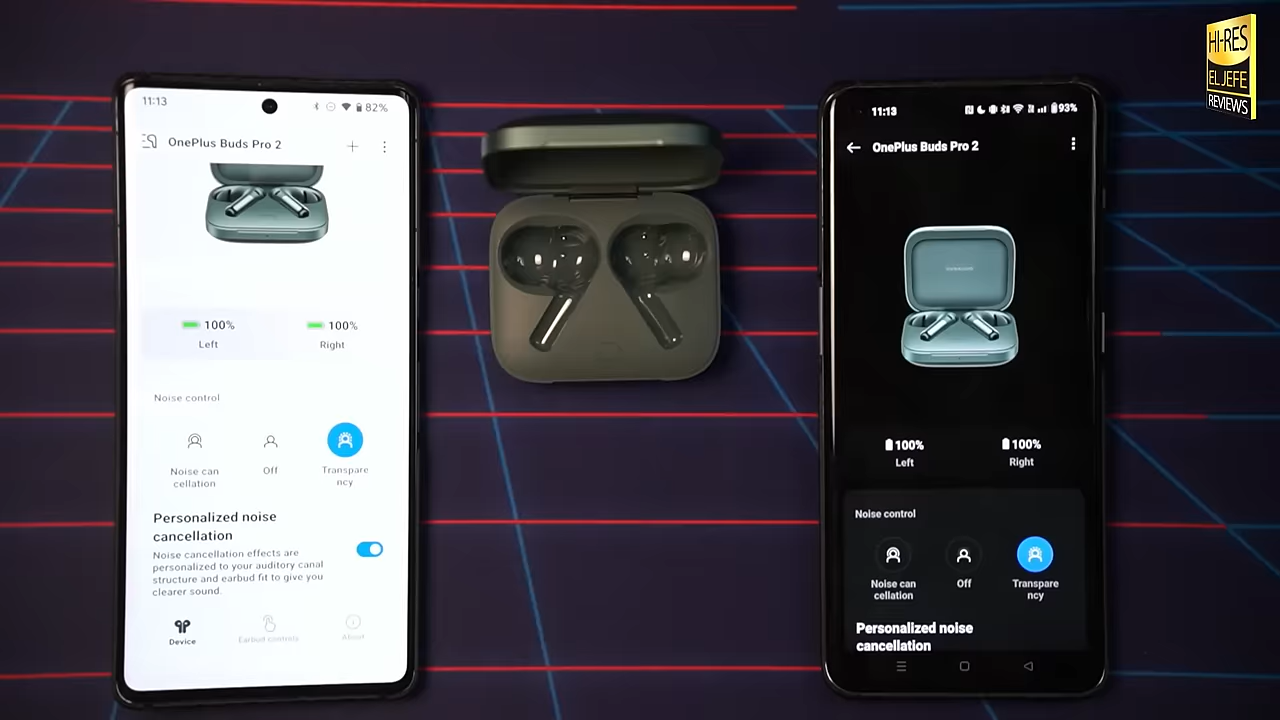 HI-RES
EL JEFE
REVIEWS
11:13
82%
OnePlus Buds Pro 2
100%
100%
Left
Right
Noise control
Noise can
cellation
Off
Transpare
ncy
Personalized noise
cancellation
Noise cancellation effects are
personalized to your auditory canal
structure and earbud fit to give you
clearer sound.
Device
Earbud controls
About
11:13
93%
OnePlus Buds Pro 2
100%
100%
Left
Right
Noise control
Noise can
cellation
Off
Transpare
ncy
Personalized noise
cancellation